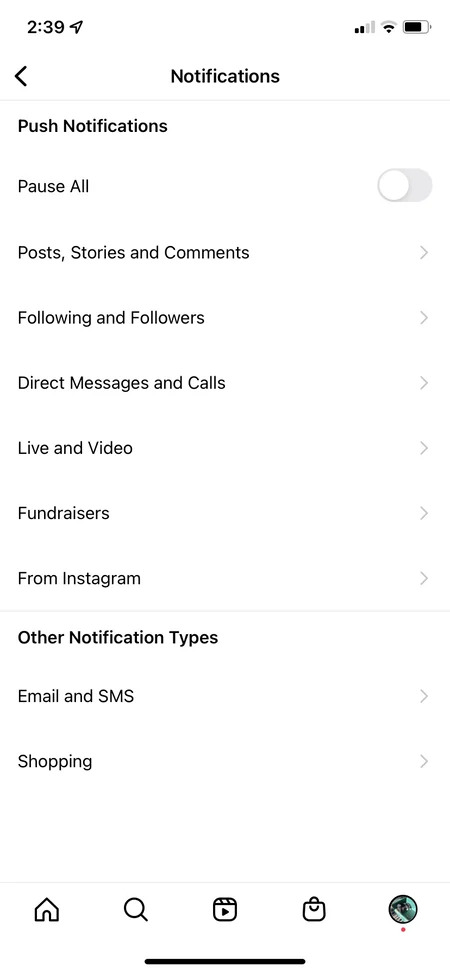 2:39
Notifications
Push Notifications
Pause All
Posts, Stories and Comments
Following and Followers
Direct Messages and Calls
Live and Video
Fundraisers
From Instagram
Other Notification Types
Email and SMS
Shopping